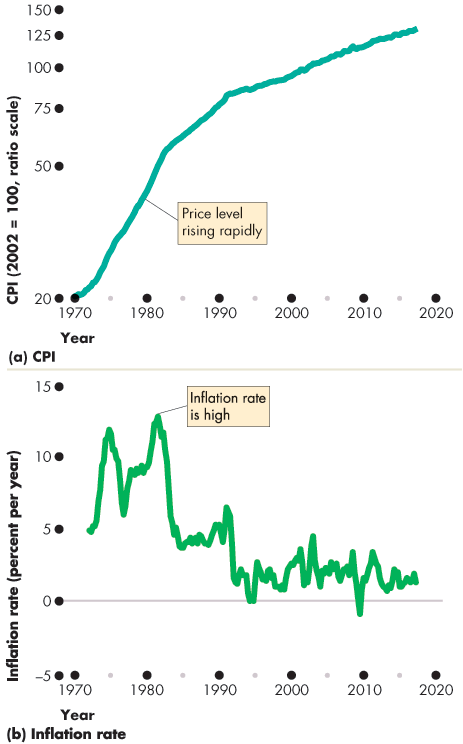 150
125
100
75
50
20
CPI (2002 = 100, ratio scale)
Price level
rising rapidly
1970 1980 1990 2000 2010 2020
Year
(a) CPI
15
10
5
0
–5
Inflation rate (percent per year)
Inflation rate
is high
1970 1980 1990 2000 2010 2020
Year
(b) Inflation rate